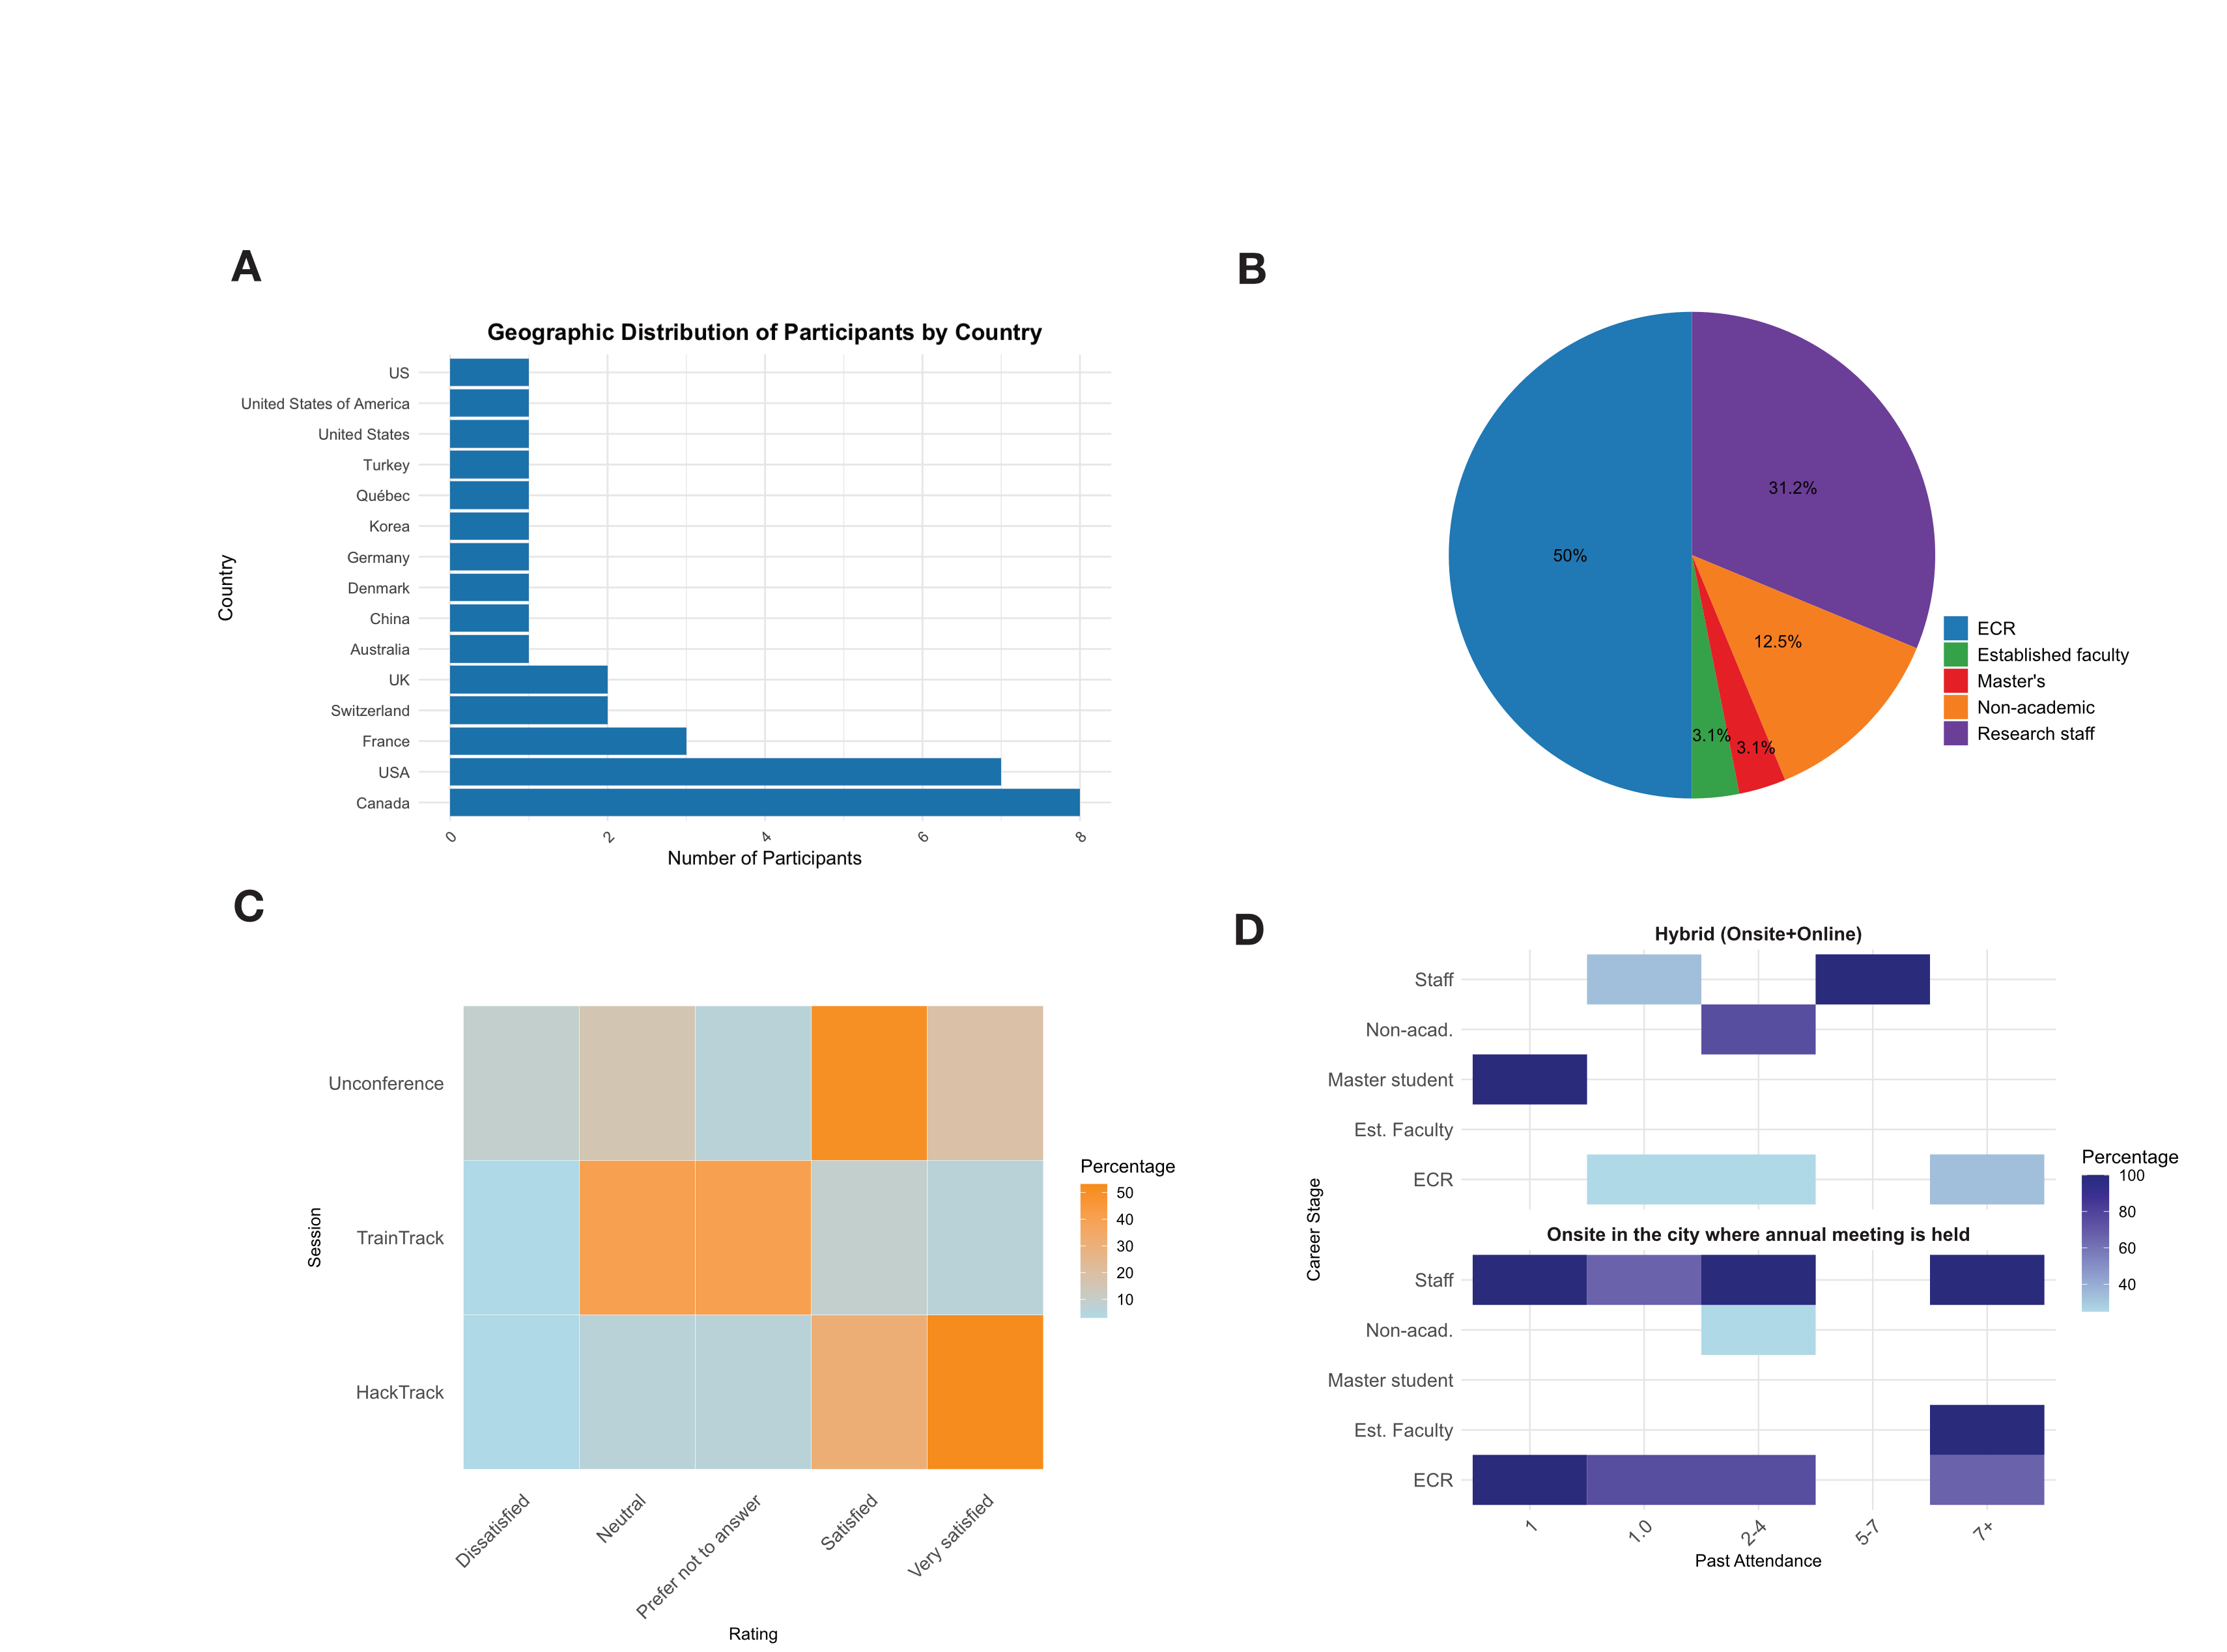 A
Geographic Distribution of Participants by Country
US
United States of America
United States
Turkey
Québec
Korea
Germany
Denmark
China
Australia
UK
Switzerland
France
USA
Canada
Country
0 2 4 6 8
Number of Participants
B
31.2%
50%
12.5%
3.1%
3.1%
ECR
Established faculty
Master's
Non-academic
Research staff
C
Unconference
TrainTrack
HackTrack
Session
Dissatisfied
Neutral
Prefer not to answer
Satisfied
Very satisfied
Rating
Percentage
50
40
30
20
10
D
Hybrid (Onsite+Online)
Staff
Non-acad.
Master student
Est. Faculty
ECR
Onsite in the city where annual meeting is held
Staff
Non-acad.
Master student
Est. Faculty
ECR
Career Stage
1 1.0 2-4 5-7 7+
Past Attendance
Percentage
100
80
60
40